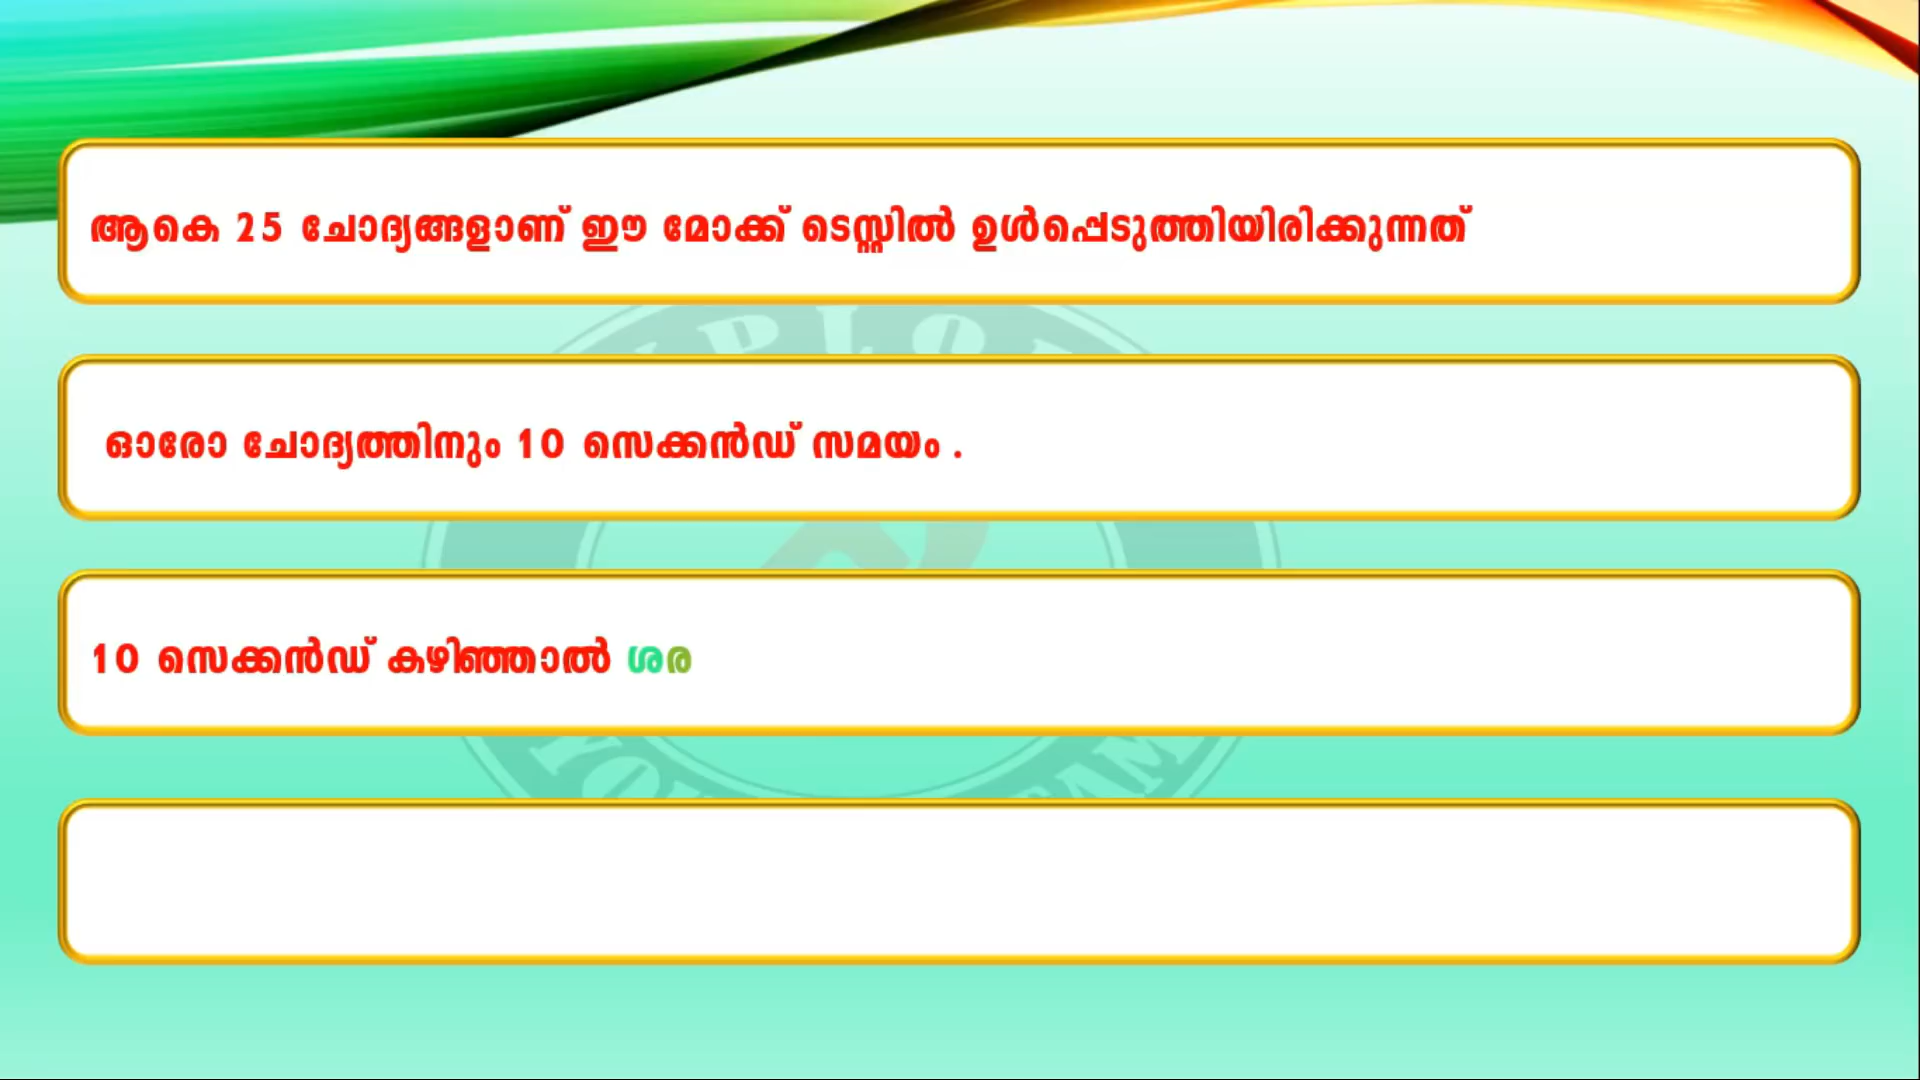 ആകെ 25 ചോദ്യങ്ങളാണ് ഈ മോക്ക് ടെസ്റ്റിൽ ഉൾപ്പെടുത്തിയിരിക്കുന്നത്
ഓരോ ചോദ്യത്തിനും 10 സെക്കൻഡ് സമയം .
10 സെക്കൻഡ് കഴിഞ്ഞാൽ ശര